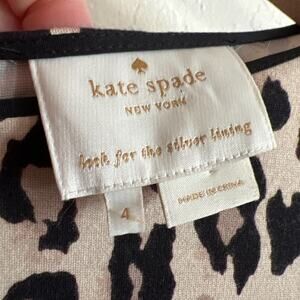 kate spade
NEW YORK
look for the silver lining
4
MADE IN CHINA